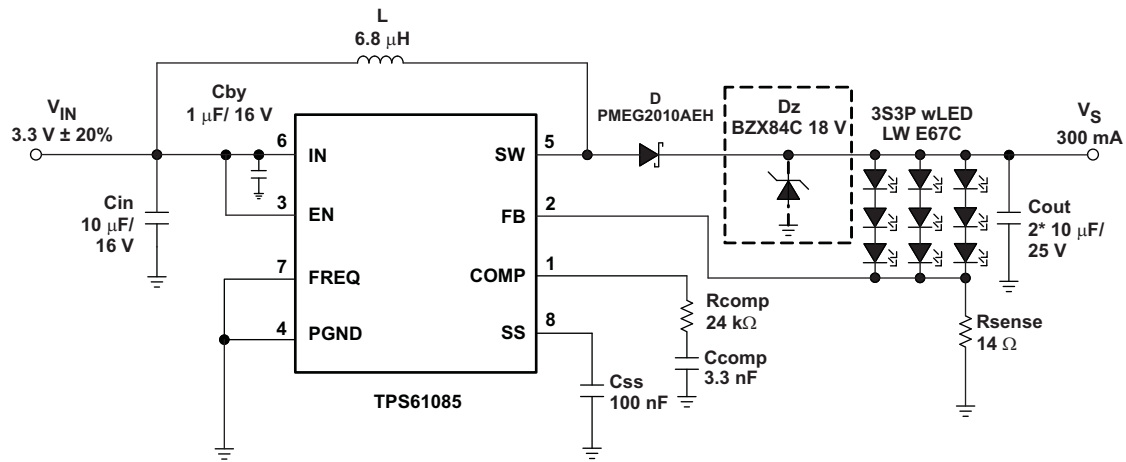 L
6.8 μH
Cby
1 μF/ 16 V
VIN
3.3 V ± 20%
D
PMEG2010AEH
Dz
BZX84C 18 V
3S3P wLED
LW E67C
VS
300 mA
6
IN
SW
5
Cin
10 μF/
16 V
3
EN
FB
2
Cout
2* 10 μF/
25 V
7
FREQ
COMP
1
Rcomp
24 kΩ
Rsense
14 Ω
4
PGND
SS
8
Ccomp
3.3 nF
Css
100 nF
TPS61085